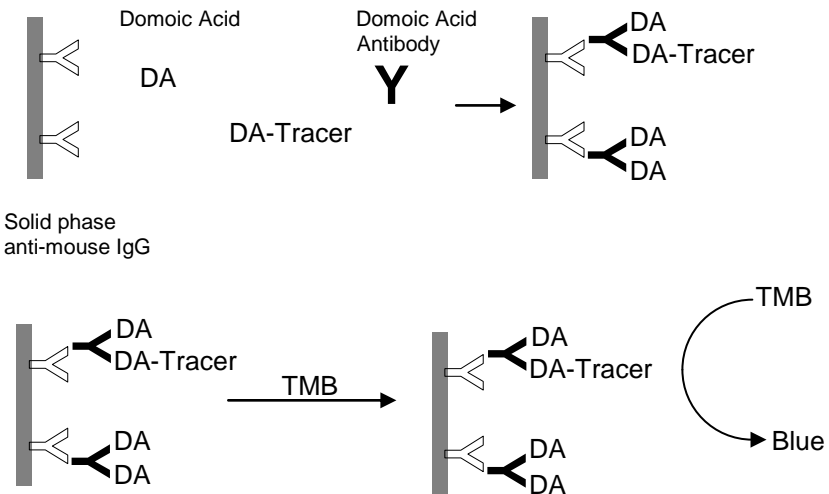 Domoic Acid
Domoic Acid
Antibody
DA
Y
DA-Tracer
DA
DA-Tracer
DA
DA
Solid phase
anti-mouse IgG
DA
DA-Tracer
DA
DA
TMB
DA
DA-Tracer
DA
DA
TMB
Blue